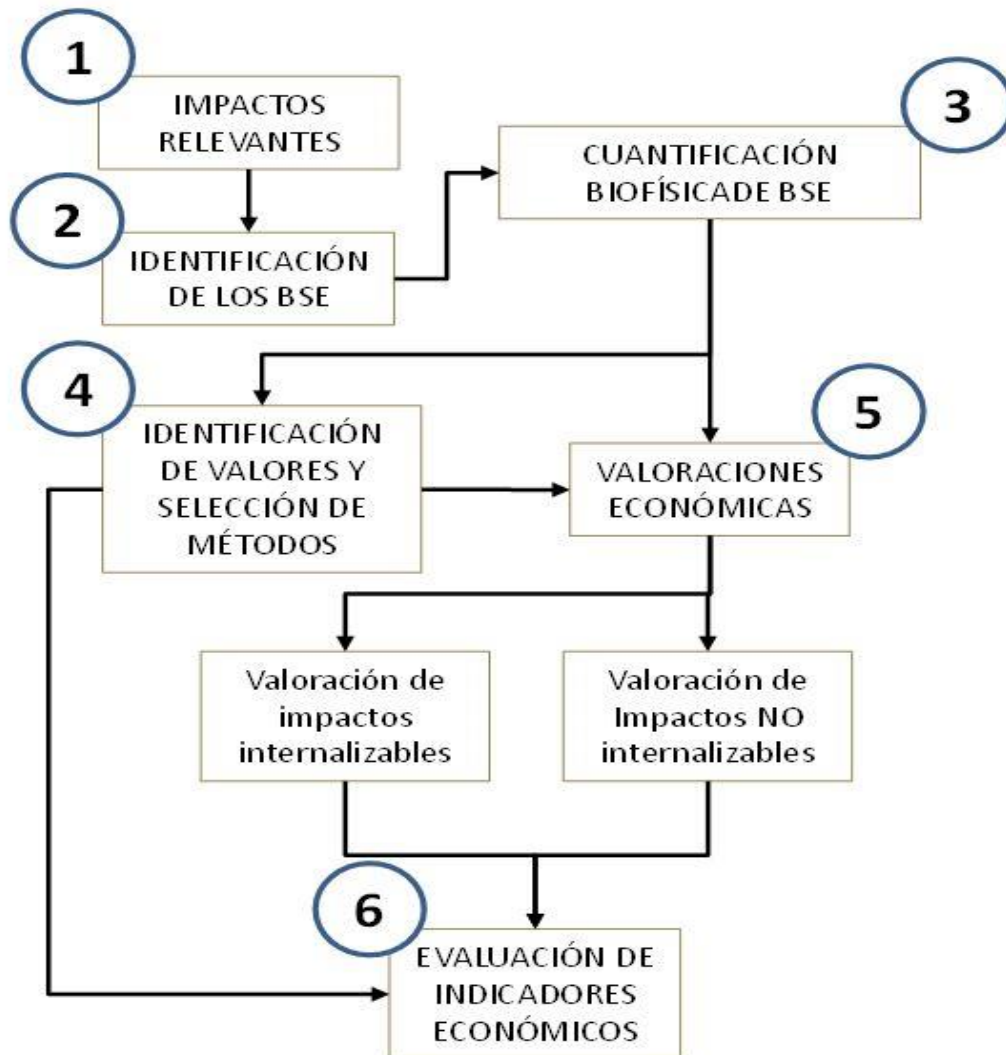 1
IMPACTOS
RELEVANTES
2
IDENTIFICACIÓN
DE LOS BSE
3
CUANTIFICACIÓN
BIOFÍSICADE BSE
4
IDENTIFICACIÓN
DE VALORES Y
SELECCIÓN DE
MÉTODOS
5
VALORACIONES
ECONÓMICAS
Valoración de
impactos
internalizables
Valoración de
Impactos NO
internalizables
6
EVALUACIÓN DE
INDICADORES
ECONÓMICOS